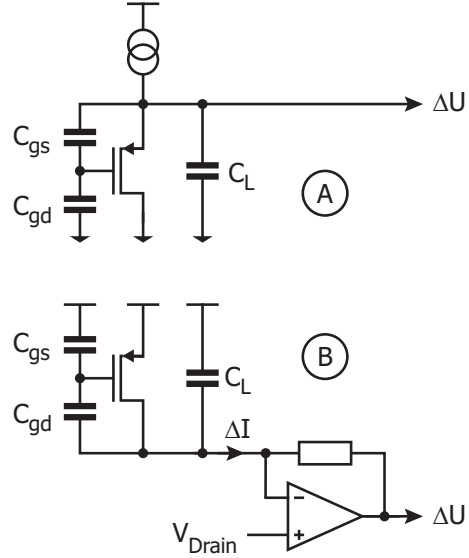 ΔU
C_gs
C_L
C_gd
A
B
C_gs
C_L
C_gd
ΔI
−
ΔU
V_Drain
+